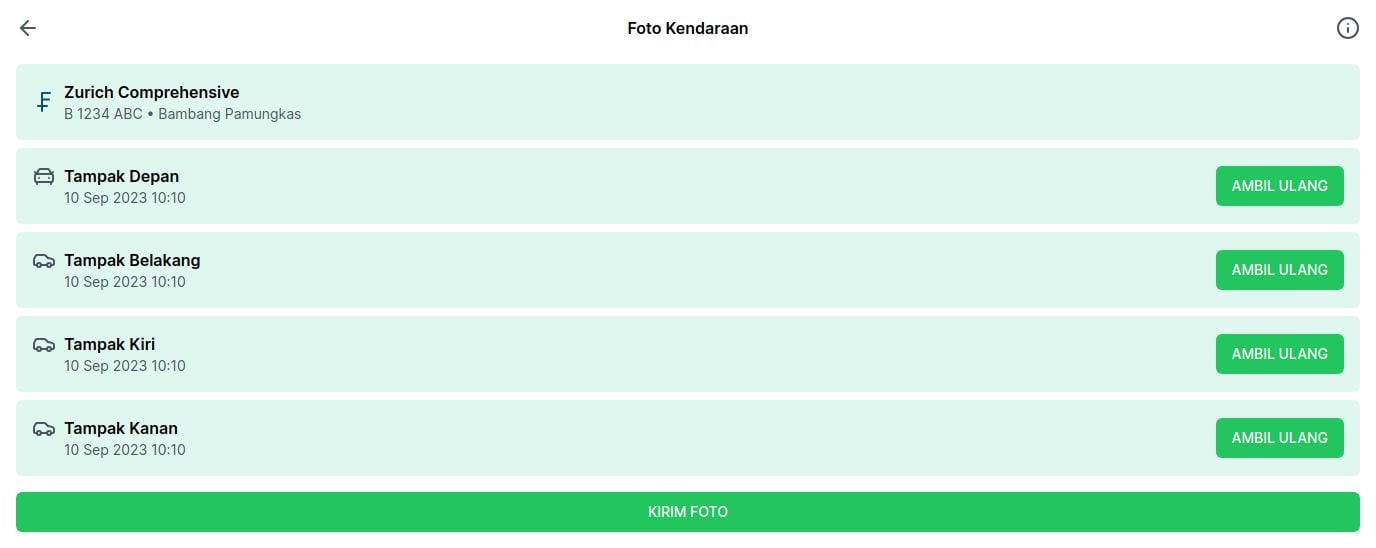 Foto Kendaraan
Zurich Comprehensive
B 1234 ABC • Bambang Pamungkas
Tampak Depan
10 Sep 2023 10:10
AMBIL ULANG
Tampak Belakang
10 Sep 2023 10:10
AMBIL ULANG
Tampak Kiri
10 Sep 2023 10:10
AMBIL ULANG
Tampak Kanan
10 Sep 2023 10:10
AMBIL ULANG
KIRIM FOTO